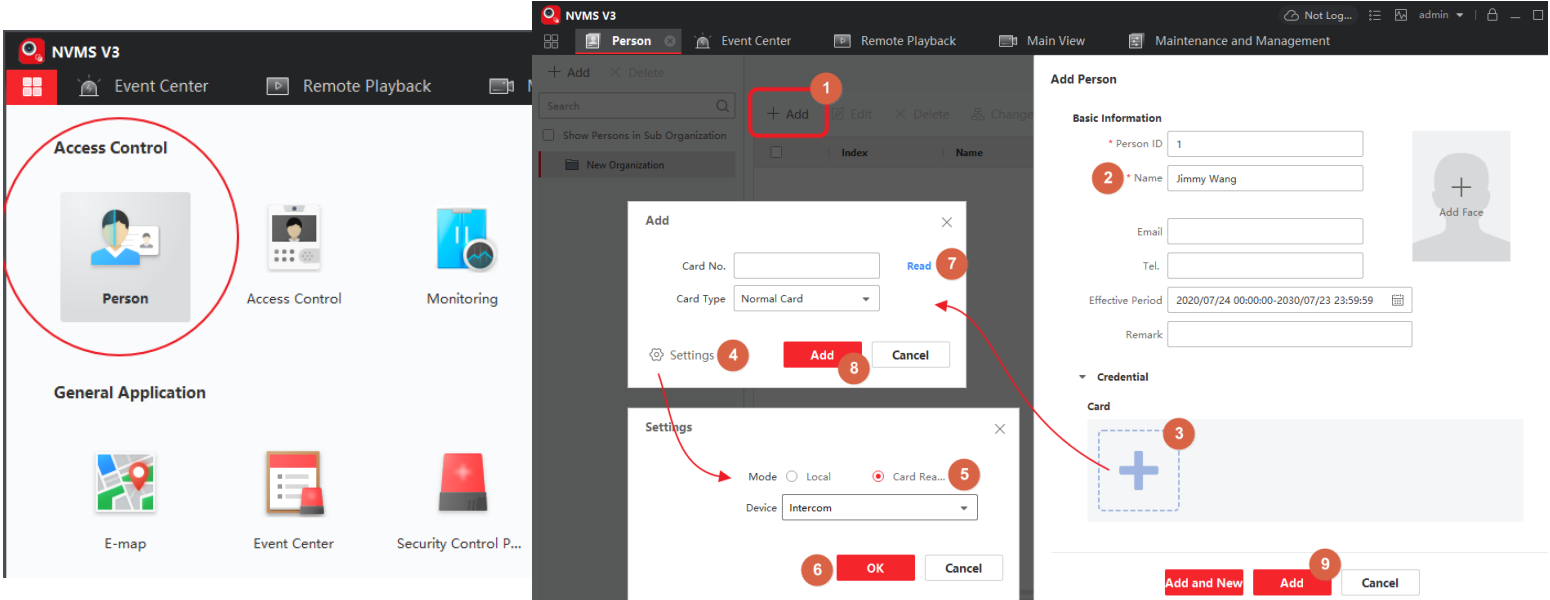 NVMS V3
Event Center
Remote Playback
Access Control
Person
Access Control
Monitoring
General Application
E-map
Event Center
Security Control P...
NVMS V3
Not Log...
admin
Person
Event Center
Remote Playback
Main View
Maintenance and Management
Add
Delete
Search
Show Persons in Sub Organization
New Organization
1
Add
Edit
Delete
Change
Index
Name
Add
Card No.
Read
7
Card Type
Normal Card
Settings
4
Add
8
Cancel
Settings
Mode
Local
Card Rea...
5
Device
Intercom
6
OK
Cancel
Add Person
Basic Information
* Person ID
1
2
* Name
Jimmy Wang
Add Face
Email
Tel.
Effective Period
2020/07/24 00:00:00-2030/07/23 23:59:59
Remark
Credential
Card
3
9
Add and New
Add
Cancel